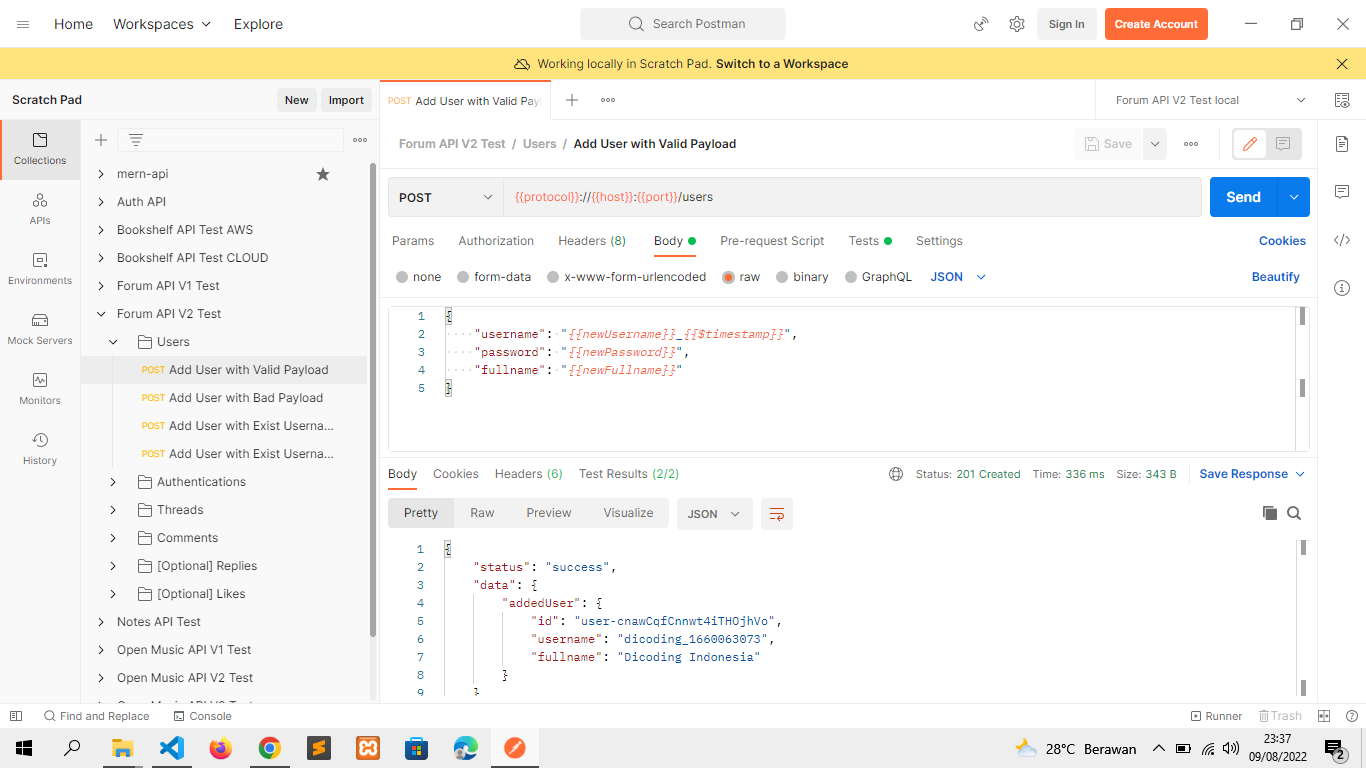 Home Workspaces Explore Search Postman Sign In Create Account
Working locally in Scratch Pad. Switch to a Workspace
Scratch Pad New Import
POST Add User with Valid Pay
Forum API V2 Test local
Forum API V2 Test / Users / Add User with Valid Payload Save
Collections
APIs
Environments
Mock Servers
Monitors
History
mern-api
Auth API
Bookshelf API Test AWS
Bookshelf API Test CLOUD
Forum API V1 Test
Forum API V2 Test
Users
POST Add User with Valid Payload
POST Add User with Bad Payload
POST Add User with Exist Userna...
POST Add User with Exist Userna...
Authentications
Threads
Comments
[Optional] Replies
[Optional] Likes
Notes API Test
Open Music API V1 Test
Open Music API V2 Test
POST {{protocol}}://{{host}}:{{port}}/users Send
Params Authorization Headers (8) Body Pre-request Script Tests Settings Cookies
none form-data x-www-form-urlencoded raw binary GraphQL JSON Beautify
1 {
2 "username": "{{newUsername}}_{{$timestamp}}",
3 "password": "{{newPassword}}",
4 "fullname": "{{newFullname}}"
5 }
Body Cookies Headers (6) Test Results (2/2) Status: 201 Created Time: 336 ms Size: 343 B Save Response
Pretty Raw Preview Visualize JSON
1 {
2 "status": "success",
3 "data": {
4 "addedUser": {
5 "id": "user-cnawCqfCnnwt4iTHOjhVo",
6 "username": "dicoding_1660063073",
7 "fullname": "Dicoding Indonesia"
8 }
9 }
Find and Replace Console Runner Trash
28°C Berawan 23:37
09/08/2022 2